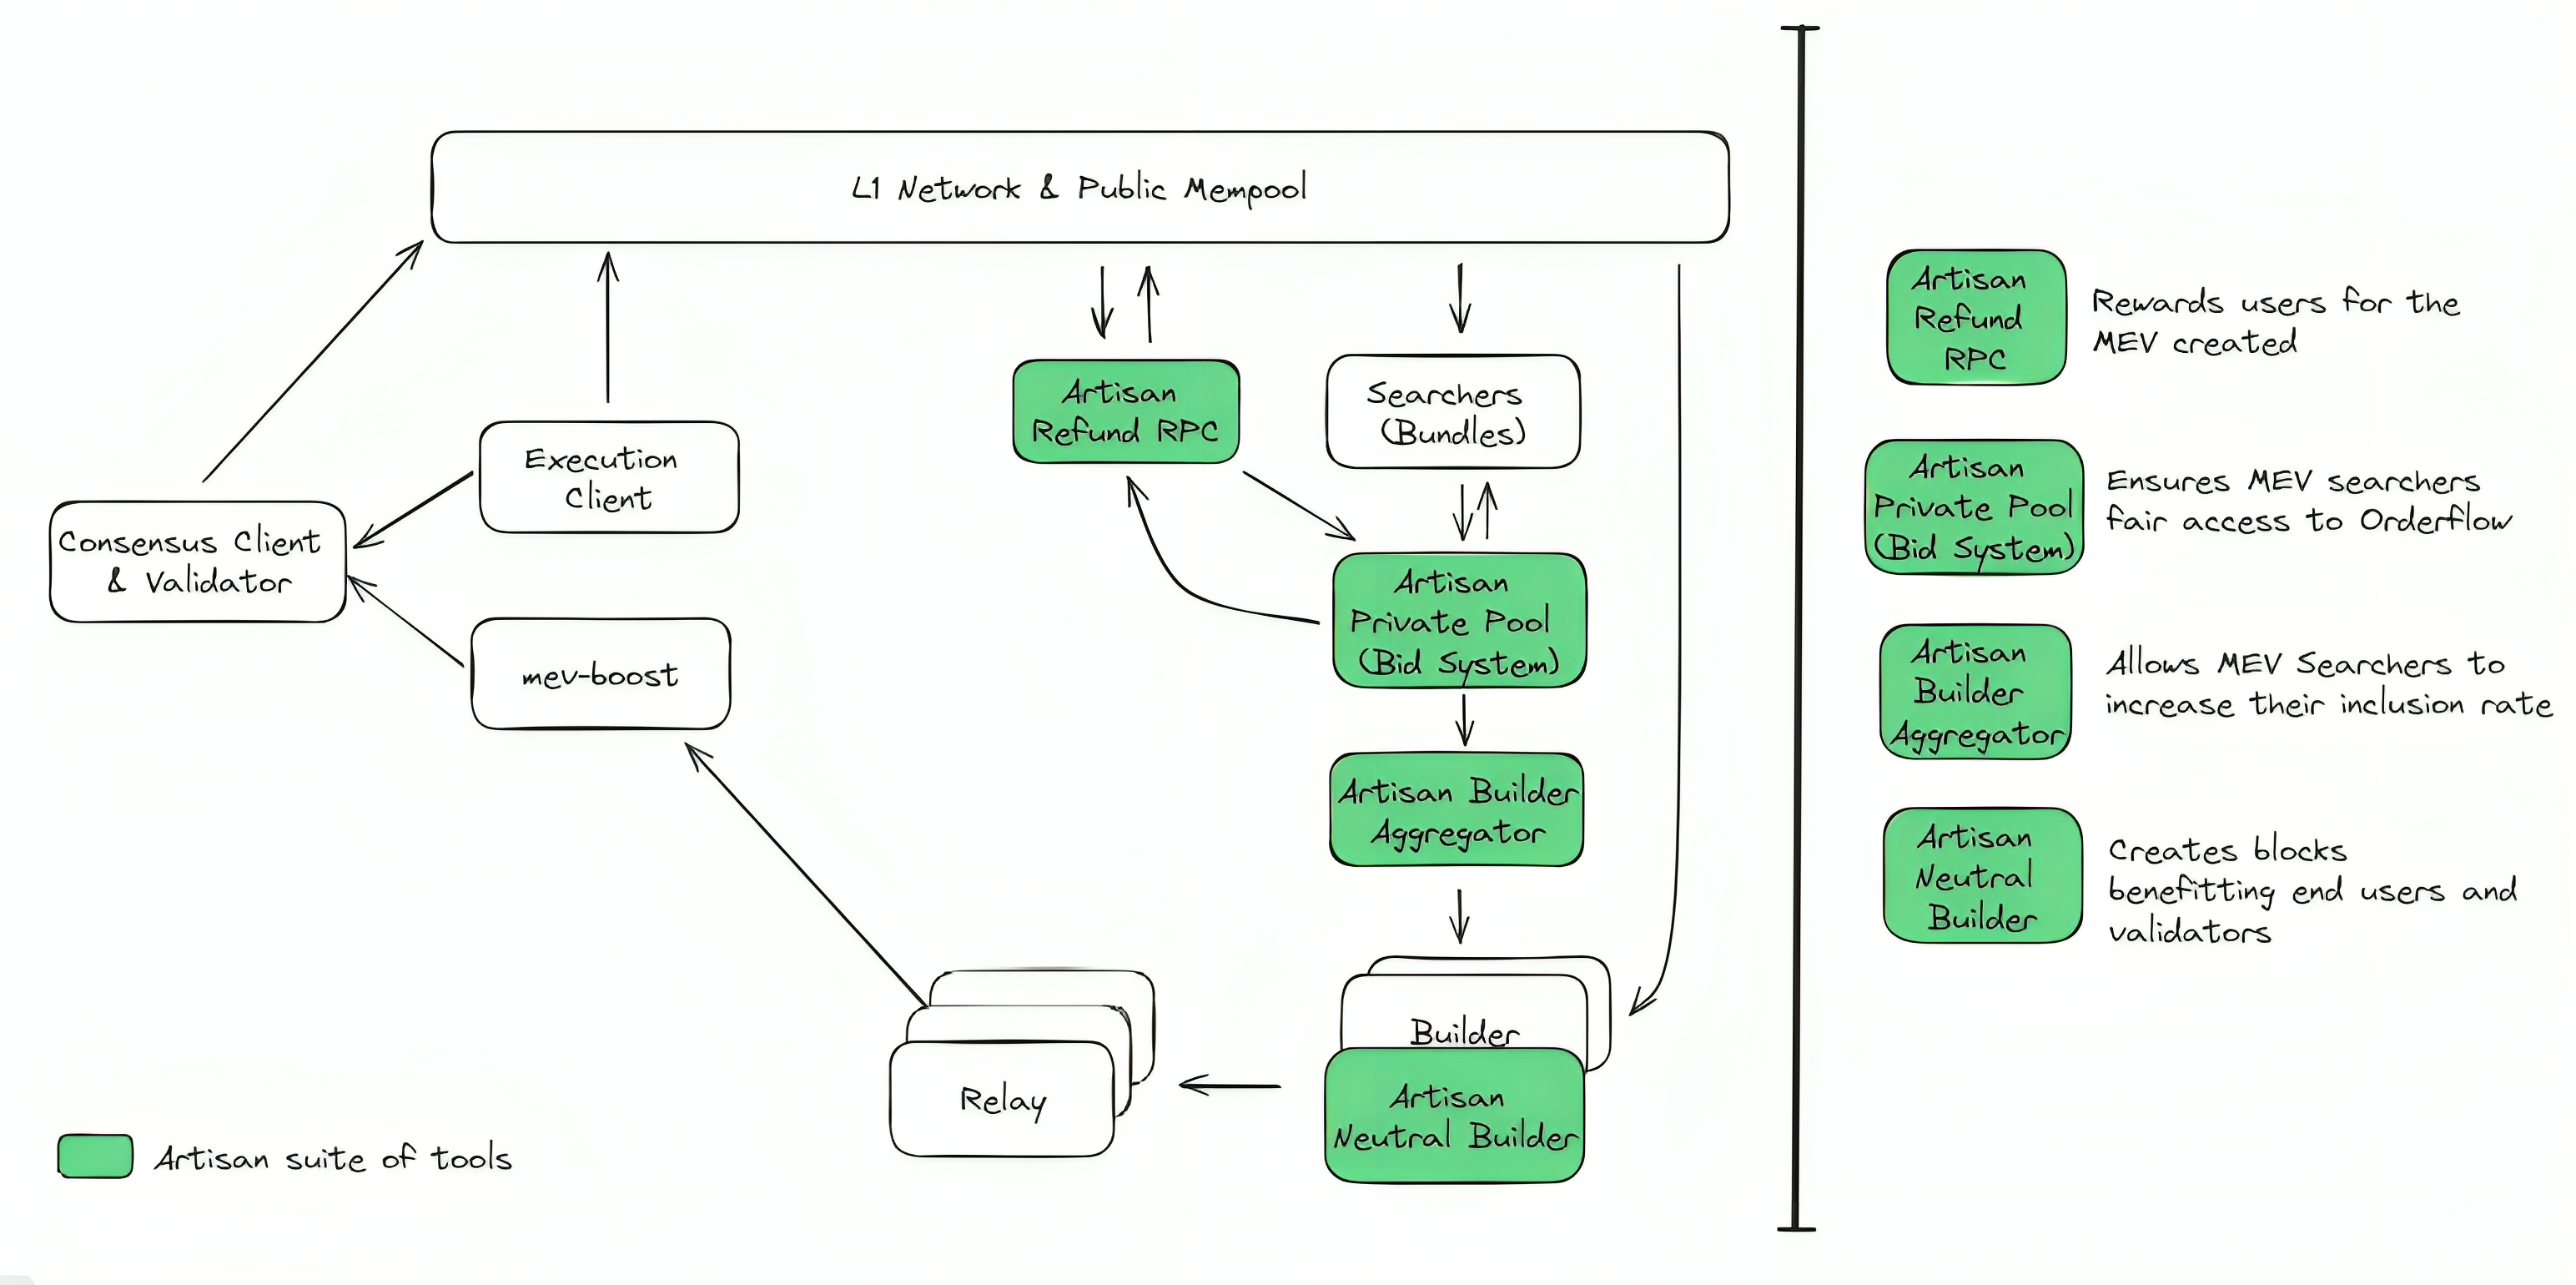 L1 Network & Public Mempool
Execution
Client
Consensus Client
& Validator
mev-boost
Artisan
Refund RPC
Searchers
(Bundles)
Artisan
Private Pool
(Bid System)
Artisan Builder
Aggregator
Builder
Artisan
Neutral Builder
Relay
Artisan suite of tools
Artisan
Refund
RPC
Rewards users for the
MEV created
Artisan
Private Pool
(Bid System)
Ensures MEV searchers
fair access to Orderflow
Artisan
Builder
Aggregator
Allows MEV Searchers to
increase their inclusion rate
Artisan
Neutral
Builder
Creates blocks
benefitting end users and
validators